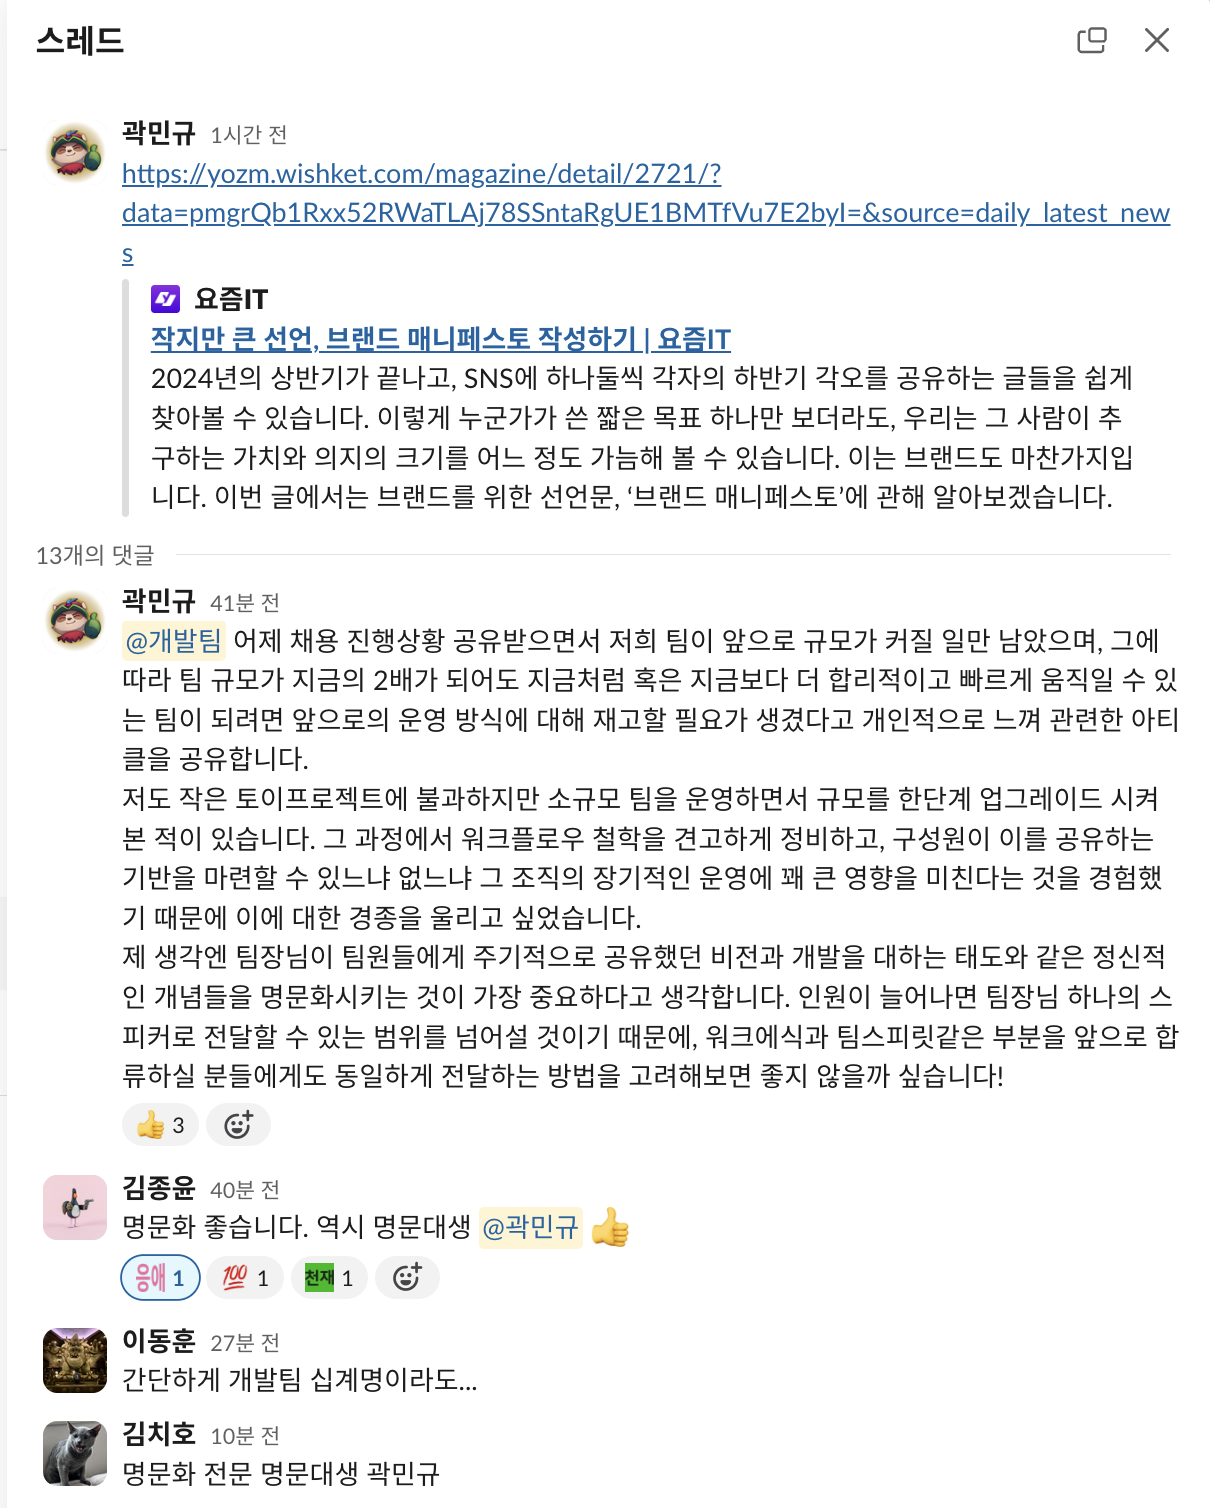 스레드
곽민규 1시간 전
https://yozm.wishket.com/magazine/detail/2721/?
data=pmgrQb1Rxx52RWaTLAj78SSntaRgUE1BMTfVu7E2byI=&source=daily_latest_new
s
요즘IT
작지만 큰 선언, 브랜드 매니페스토 작성하기 | 요즘IT
2024년의 상반기가 끝나고, SNS에 하나둘씩 각자의 하반기 각오를 공유하는 글들을 쉽게
찾아볼 수 있습니다. 이렇게 누군가가 쓴 짧은 목표 하나만 보더라도, 우리는 그 사람이 추
구하는 가치와 의지의 크기를 어느 정도 가늠해 볼 수 있습니다. 이는 브랜드도 마찬가지입
니다. 이번 글에서는 브랜드를 위한 선언문, ‘브랜드 매니페스토’에 관해 알아보겠습니다.
13개의 댓글
곽민규 41분 전
@개발팀 어제 채용 진행상황 공유받으면서 저희 팀이 앞으로 규모가 커질 일만 남았으며, 그에
따라 팀 규모가 지금의 2배가 되어도 지금처럼 혹은 지금보다 더 합리적이고 빠르게 움직일 수 있
는 팀이 되려면 앞으로의 운영 방식에 대해 재고할 필요가 생겼다고 개인적으로 느껴 관련한 아티
클을 공유합니다.
저도 작은 토이프로젝트에 불과하지만 소규모 팀을 운영하면서 규모를 한단계 업그레이드 시켜
본 적이 있습니다. 그 과정에서 워크플로우 철학을 견고하게 정비하고, 구성원이 이를 공유하는
기반을 마련할 수 있느냐 없느냐 그 조직의 장기적인 운영에 꽤 큰 영향을 미친다는 것을 경험했
기 때문에 이에 대한 경종을 울리고 싶었습니다.
제 생각엔 팀장님이 팀원들에게 주기적으로 공유했던 비전과 개발을 대하는 태도와 같은 정신적
인 개념들을 명문화시키는 것이 가장 중요하다고 생각합니다. 인원이 늘어나면 팀장님 하나의 스
피커로 전달할 수 있는 범위를 넘어설 것이기 때문에, 워크에식과 팀스피릿같은 부분을 앞으로 합
류하실 분들에게도 동일하게 전달하는 방법을 고려해보면 좋지 않을까 싶습니다!
3
김종윤 40분 전
명문화 좋습니다. 역시 명문대생 @곽민규
응애 1 100 1 천재 1
이동훈 27분 전
간단하게 개발팀 십계명이라도...
김치호 10분 전
명문화 전문 명문대생 곽민규